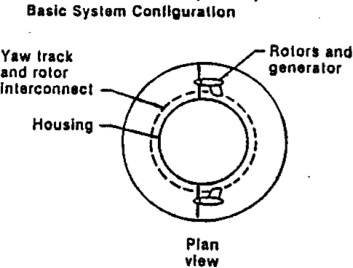 Basic System Configuration
Yaw track
and rotor
interconnect
Rotors and
generator
Housing
Plan
view